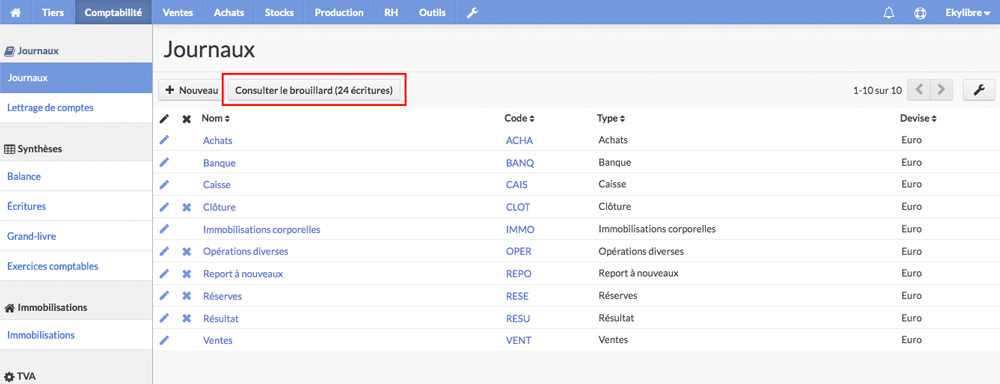 Tiers Comptabilité Ventes Achats Stocks Production RH Outils Ekylibre
Journaux
Journaux
Lettrage de comptes
Synthèses
Balance
Écritures
Grand-livre
Exercices comptables
Immobilisations
Immobilisations
TVA
Journaux
Nouveau Consulter le brouillard (24 écritures) 1-10 sur 10
Nom Code Type Devise
Achats ACHA Achats Euro
Banque BANQ Banque Euro
Caisse CAIS Caisse Euro
Clôture CLOT Clôture Euro
Immobilisations corporelles IMMO Immobilisations corporelles Euro
Opérations diverses OPER Opérations diverses Euro
Report à nouveaux REPO Report à nouveaux Euro
Réserves RESE Réserves Euro
Résultat RESU Résultat Euro
Ventes VENT Ventes Euro